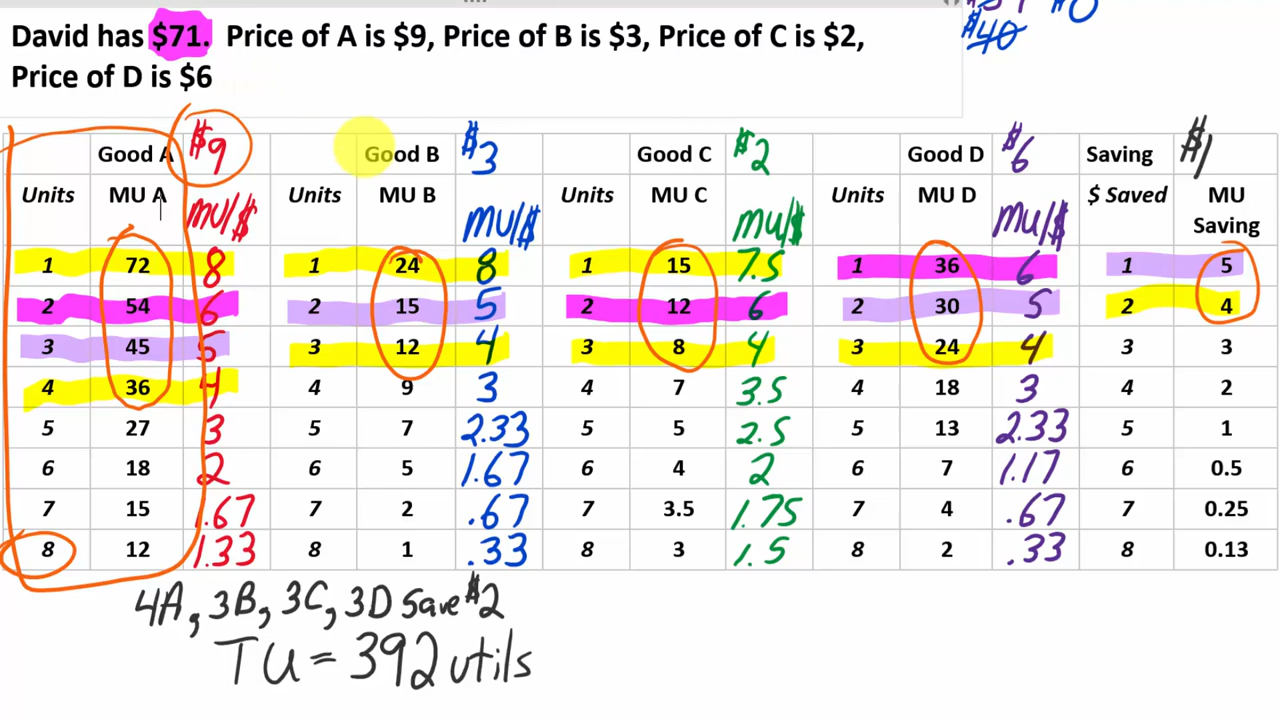 David has $71. Price of A is $9, Price of B is $3, Price of C is $2,
Price of D is $6
$40
Good A $9 Good B $3 Good C $2 Good D $6 Saving $1
Units MU A MU/$ Units MU B MU/$ Units MU C MU/$ Units MU D MU/$ $ Saved MU Saving
1 72 8 1 24 8 1 15 7.5 1 36 6 1 5
2 54 6 2 15 5 2 12 6 2 30 5 2 4
3 45 5 3 12 4 3 8 4 3 24 4 3 3
4 36 4 4 9 3 4 7 3.5 4 18 3 4 2
5 27 3 5 7 2.33 5 5 2.5 5 13 2.33 5 1
6 18 2 6 5 1.67 6 4 2 6 7 1.17 6 0.5
7 15 1.67 7 2 .67 7 3.5 1.75 7 4 .67 7 0.25
8 12 1.33 8 1 .33 8 3 1.5 8 2 .33 8 0.13
4A, 3B, 3C, 3D Save $2
TU = 392 utils